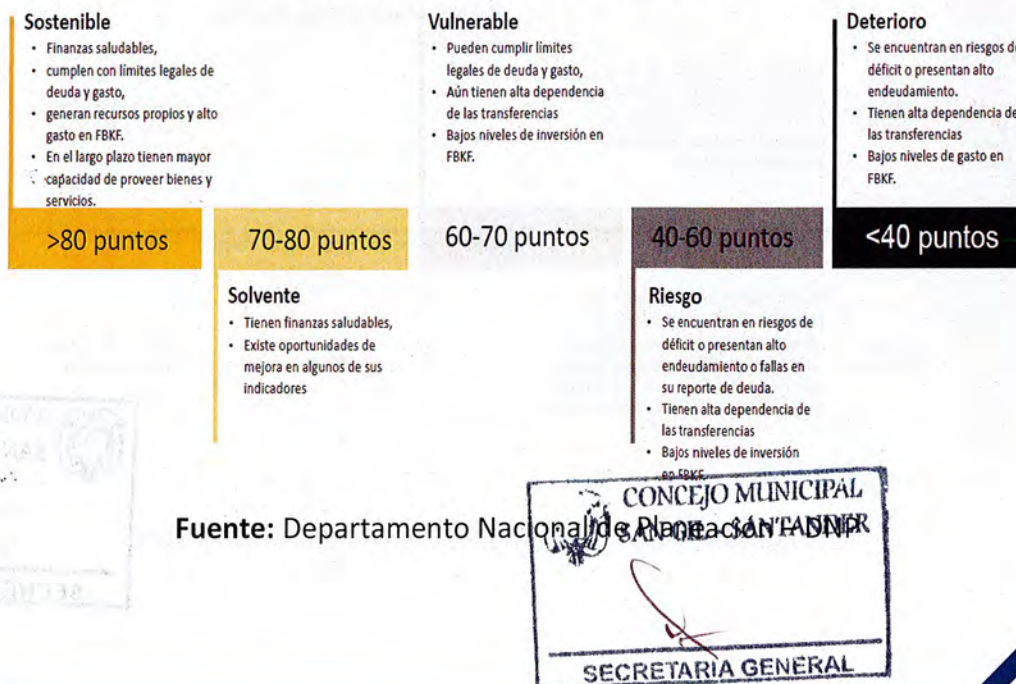 Sostenible
• Finanzas saludables,
• cumplen con límites legales de
deuda y gasto,
• generan recursos propios y alto
gasto en FBKF.
• En el largo plazo tienen mayor
capacidad de proveer bienes y
servicios.
>80 puntos
70-80 puntos
Solvente
• Tienen finanzas saludables,
• Existe oportunidades de
mejora en algunos de sus
indicadores
Vulnerable
• Pueden cumplir límites
legales de deuda y gasto,
• Aún tienen alta dependencia
de las transferencias
• Bajos niveles de inversión en
FBKF.
60-70 puntos
40-60 puntos
Riesgo
• Se encuentran en riesgos de
déficit o presentan alto
endeudamiento o fallas en
su reporte de deuda.
• Tienen alta dependencia de
las transferencias
• Bajos niveles de inversión
en FBKF.
Deterioro
• Se encuentran en riesgos de
déficit o presentan alto
endeudamiento.
• Tienen alta dependencia de
las transferencias
• Bajos niveles de gasto en
FBKF.
<40 puntos
Fuente: Departamento Nacional de Planeación - DNP
CONCEJO MUNICIPAL
SAN GIL - SANTANDER
SECRETARIA GENERAL